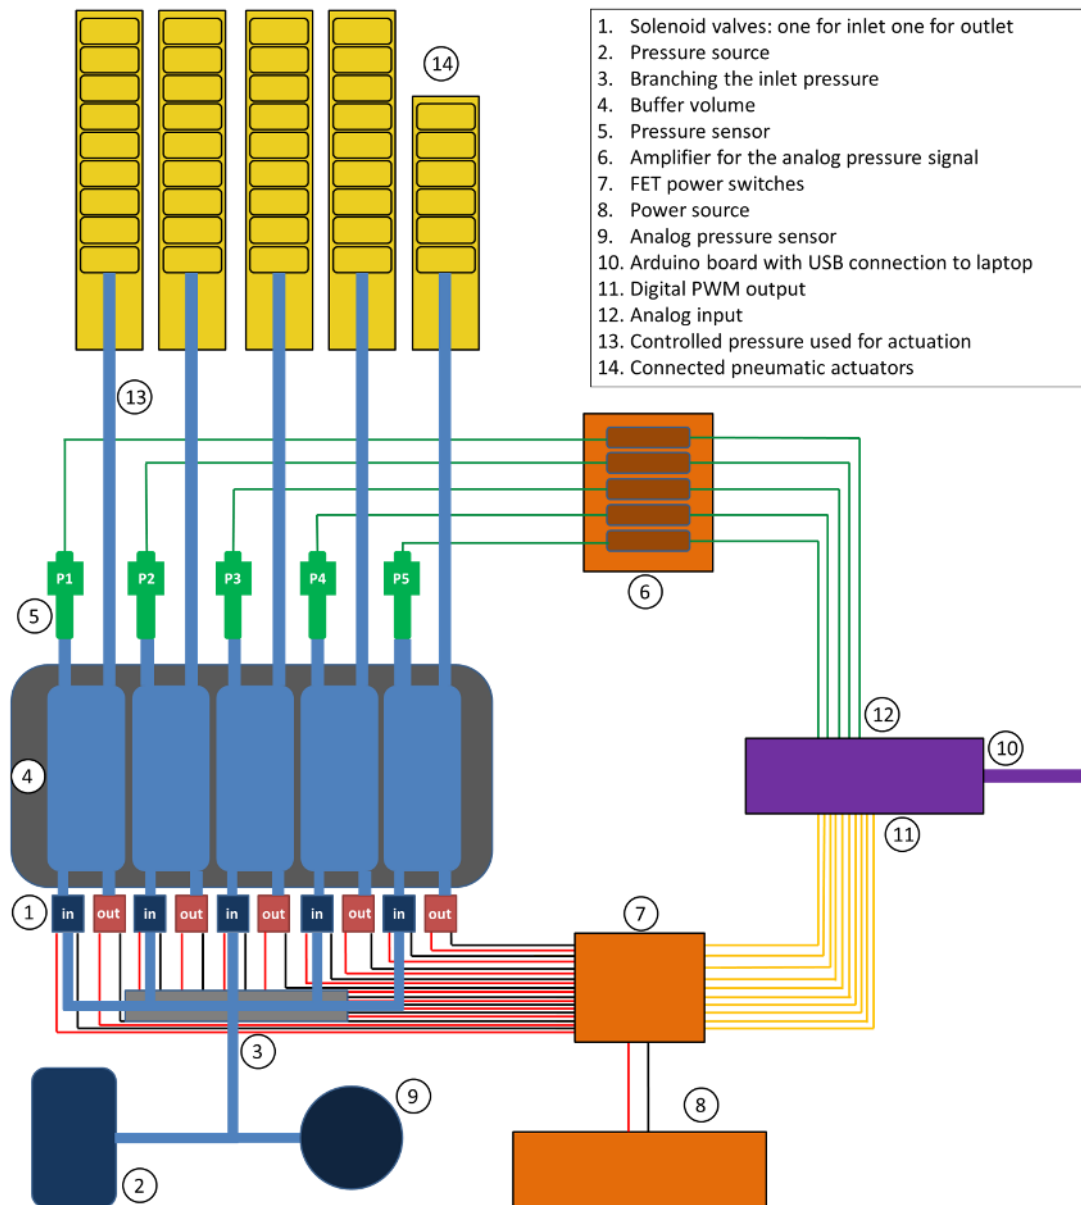 1. Solenoid valves: one for inlet one for outlet
2. Pressure source
3. Branching the inlet pressure
4. Buffer volume
5. Pressure sensor
6. Amplifier for the analog pressure signal
7. FET power switches
8. Power source
9. Analog pressure sensor
10. Arduino board with USB connection to laptop
11. Digital PWM output
12. Analog input
13. Controlled pressure used for actuation
14. Connected pneumatic actuators
14
13
P1 P2 P3 P4 P5
5
6
12
4
10
11
1 in out in out in out in out in out
7
3
9
8
2